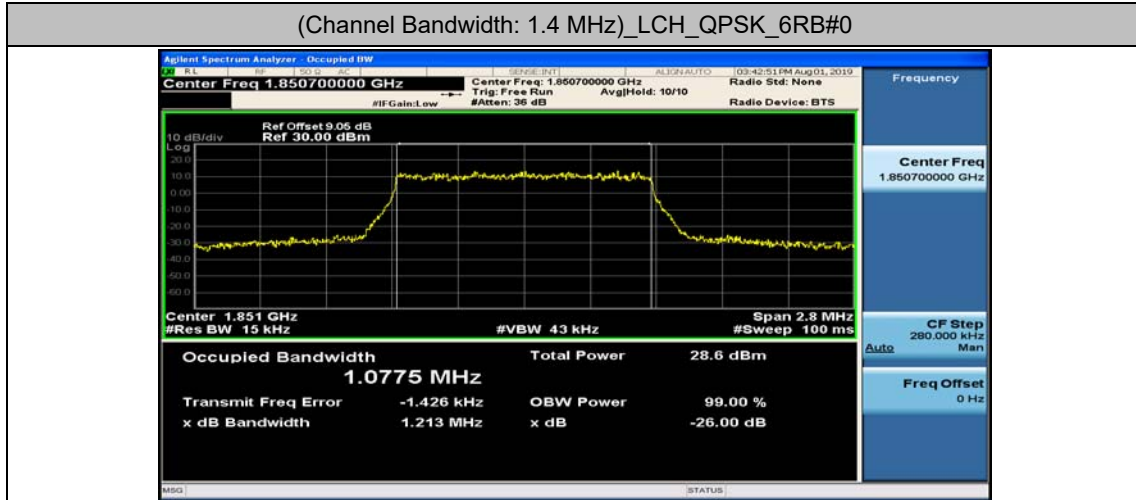 (Channel Bandwidth: 1.4 MHz)_LCH_QPSK_6RB#0
Agilent Spectrum Analyzer - Occupied BW
RL RF 50 Ω AC SENSE:INT ALIGN AUTO 03:42:51 PM Aug 01, 2019
Center Freq 1.850700000 GHz Center Freq: 1.850700000 GHz Radio Std: None
Trig: Free Run Avg|Hold: 10/10
#IFGain:Low #Atten: 36 dB Radio Device: BTS
Ref Offset 9.05 dB
10 dB/div Ref 30.00 dBm
Log
20.0
10.0
0.00
-10.0
-20.0
-30.0
-40.0
-50.0
-60.0
Center 1.851 GHz Span 2.8 MHz
#Res BW 15 kHz #VBW 43 kHz #Sweep 100 ms
Occupied Bandwidth Total Power 28.6 dBm
1.0775 MHz
Transmit Freq Error -1.426 kHz OBW Power 99.00 %
x dB Bandwidth 1.213 MHz x dB -26.00 dB
MSG STATUS
Frequency
Center Freq
1.850700000 GHz
CF Step
280.000 kHz
Auto Man
Freq Offset
0 Hz